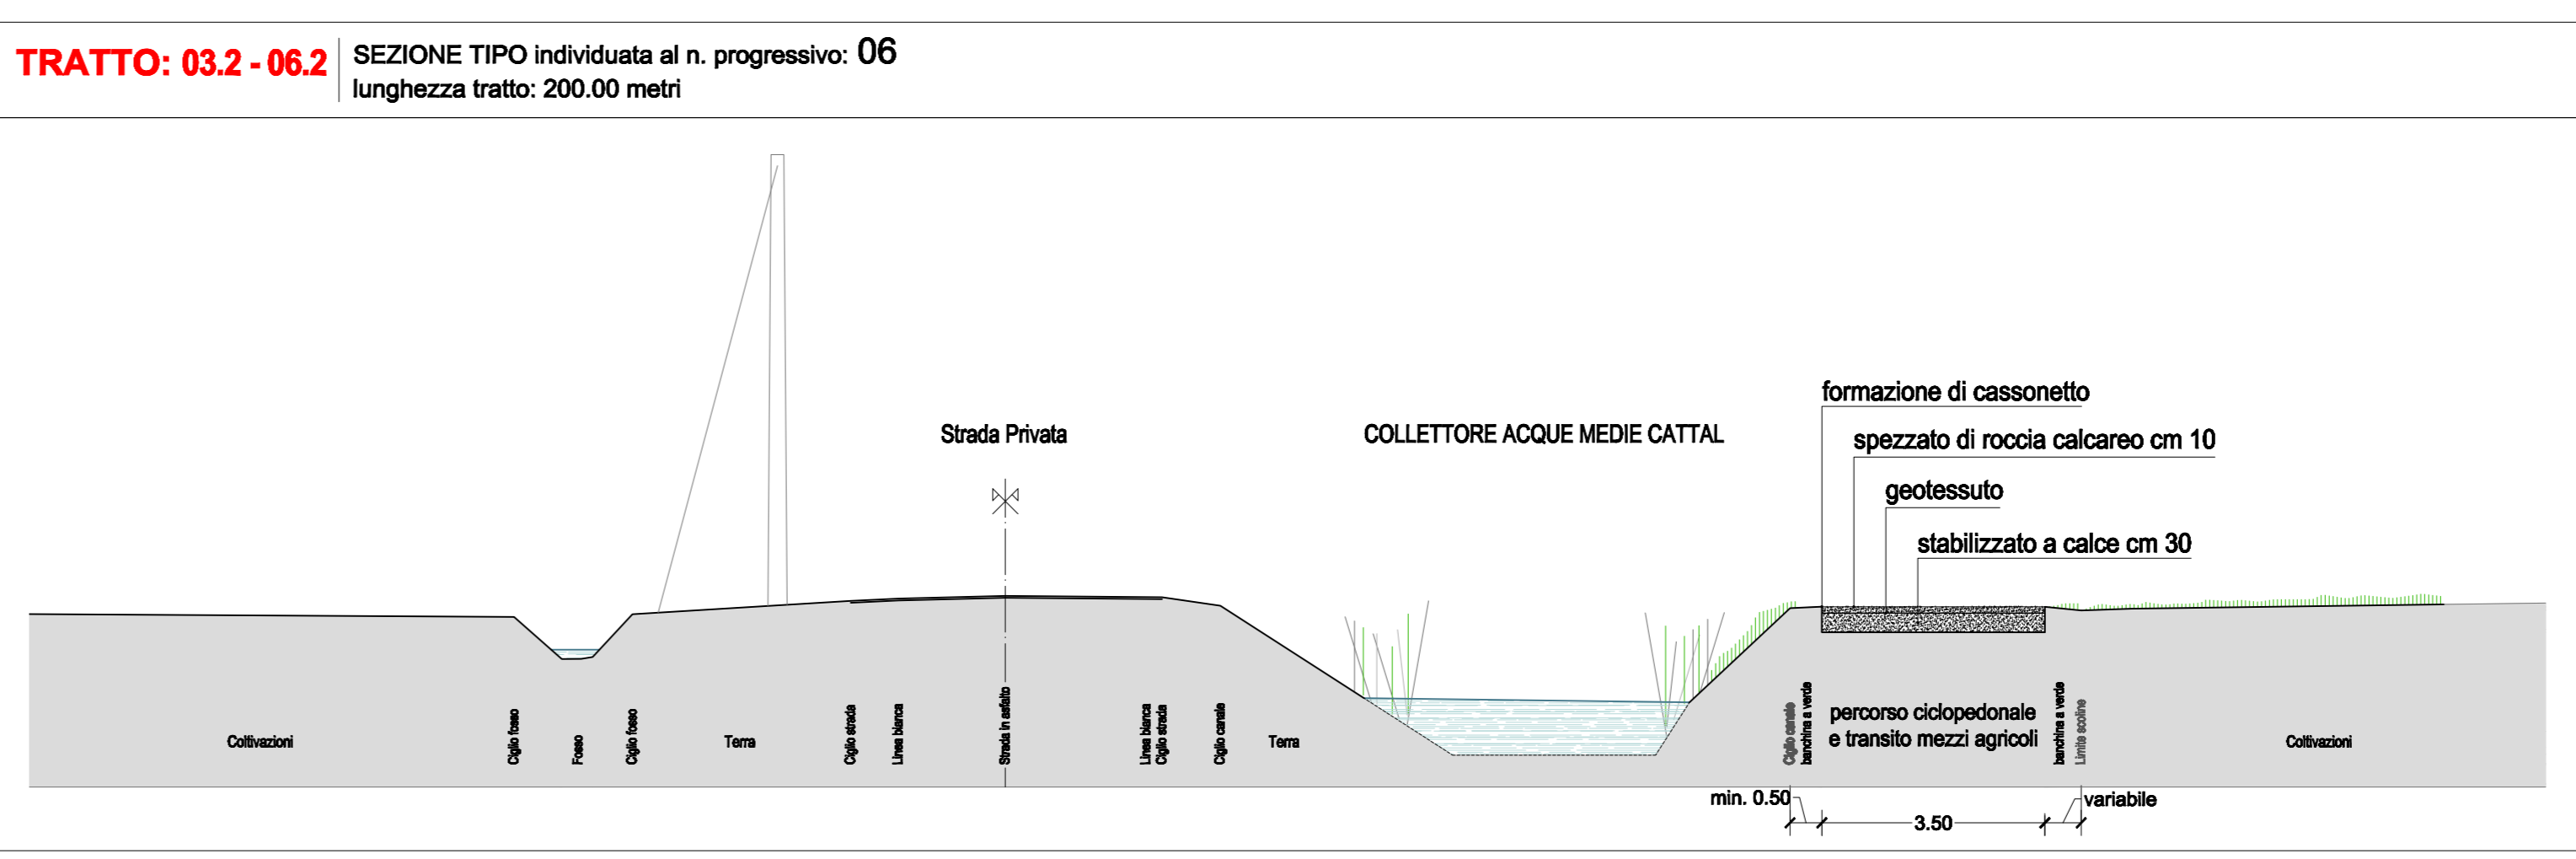 TRATTO: 03.2 - 06.2
SEZIONE TIPO individuata al n. progressivo: 06
lunghezza tratto: 200.00 metri
formazione di cassonetto
Strada Privata
COLLETTORE ACQUE MEDIE CATTAL
spezzato di roccia calcareo cm 10
geotessuto
stabilizzato a calce cm 30
Coltivazioni
Ciglio fosso
Fosso
Ciglio fosso
Terra
Ciglio strada
Linea bianca
Strada in asfalto
Linea bianca
Ciglio strada
Ciglio canale
Terra
Ciglio canale
banchina a verde
percorso ciclopedonale
e transito mezzi agricoli
banchina a verde
Limite scoline
Coltivazioni
min. 0.50
3.50
variabile